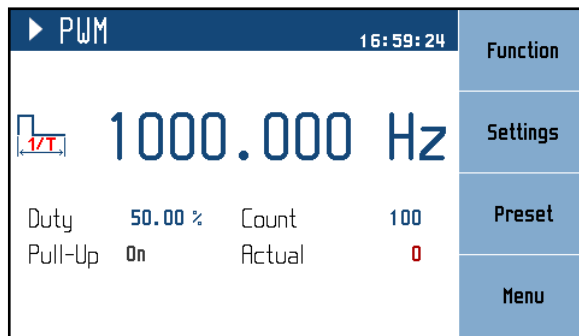 PWM 16:59:24
Function
1/T 1000.000 Hz
Settings
Duty 50.00 % Count 100
Pull-Up On Actual 0
Preset
Menu